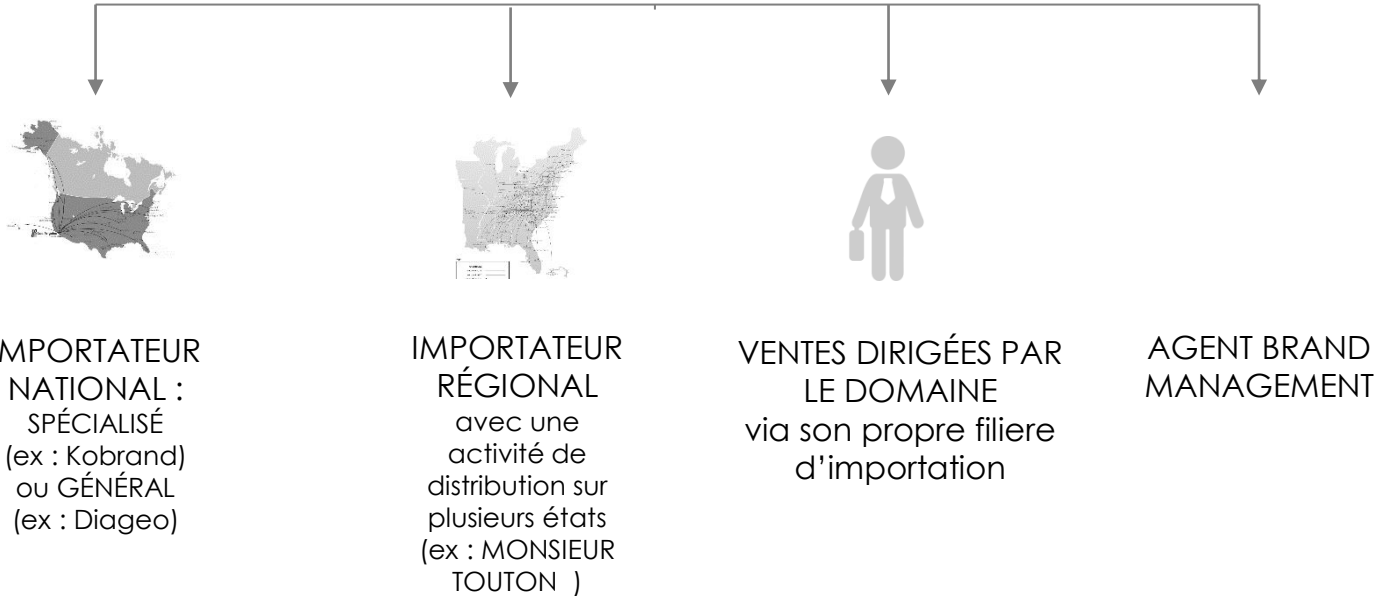 MPORTATEUR
NATIONAL :
SPÉCIALISÉ
(ex : Kobrand)
ou GÉNÉRAL
(ex : Diageo)
IMPORTATEUR
RÉGIONAL
avec une
activité de
distribution sur
plusieurs états
(ex : MONSIEUR
TOUTON )
VENTES DIRIGÉES PAR
LE DOMAINE
via son propre filiere
d’importation
AGENT BRAND
MANAGEMENT